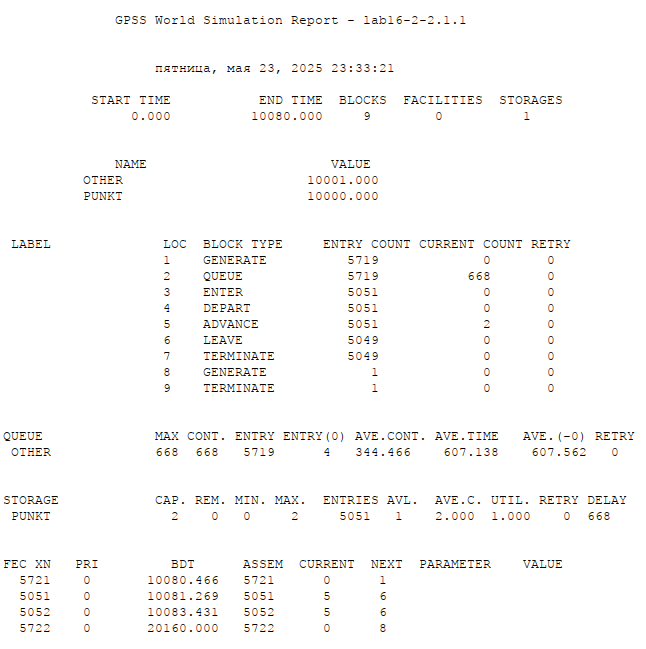 GPSS World Simulation Report - lab16-2-2.1.1
пятница, мая 23, 2025 23:33:21
START TIME END TIME BLOCKS FACILITIES STORAGES
0.000 10080.000 9 0 1
NAME VALUE
OTHER 10001.000
PUNKT 10000.000
LABEL LOC BLOCK TYPE ENTRY COUNT CURRENT COUNT RETRY
1 GENERATE 5719 0 0
2 QUEUE 5719 668 0
3 ENTER 5051 0 0
4 DEPART 5051 0 0
5 ADVANCE 5051 2 0
6 LEAVE 5049 0 0
7 TERMINATE 5049 0 0
8 GENERATE 1 0 0
9 TERMINATE 1 0 0
QUEUE MAX CONT. ENTRY ENTRY(0) AVE.CONT. AVE.TIME AVE.(-0) RETRY
OTHER 668 668 5719 4 344.466 607.138 607.562 0
STORAGE CAP. REM. MIN. MAX. ENTRIES AVL. AVE.C. UTIL. RETRY DELAY
PUNKT 2 0 0 2 5051 1 2.000 1.000 0 668
FEC XN PRI BDT ASSEM CURRENT NEXT PARAMETER VALUE
5721 0 10080.466 5721 0 1
5051 0 10081.269 5051 5 6
5052 0 10083.431 5052 5 6
5722 0 20160.000 5722 0 8